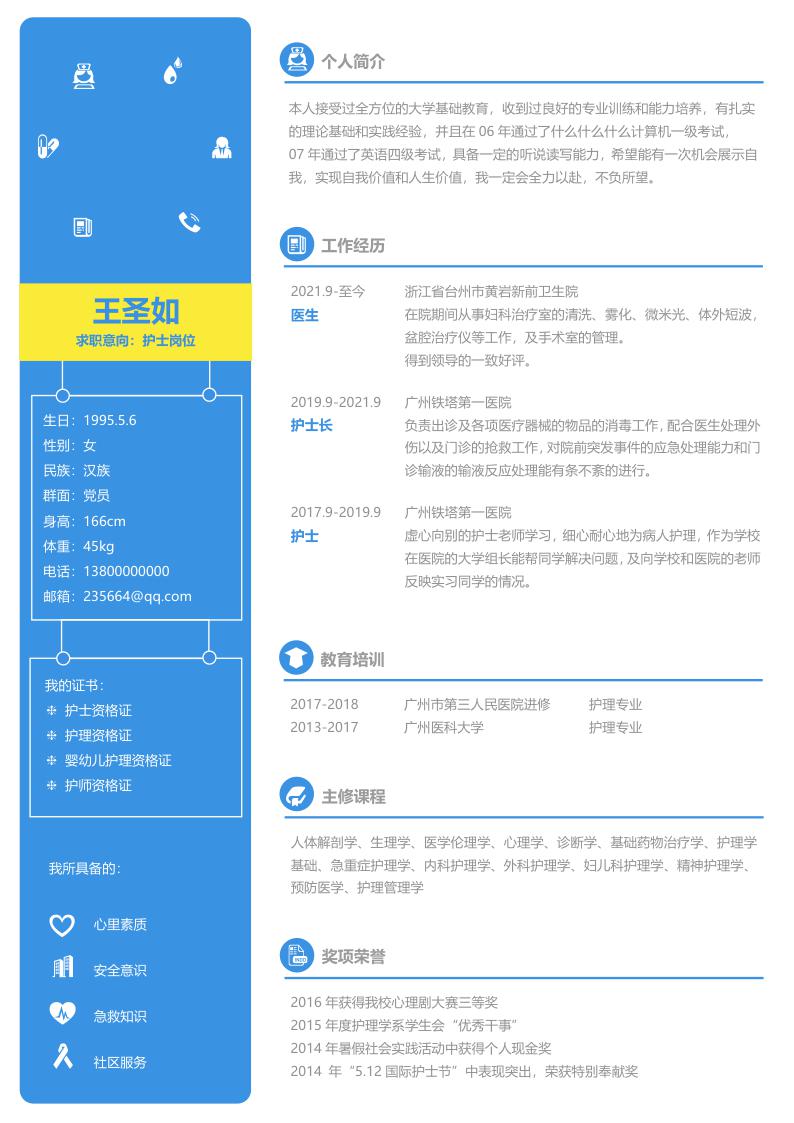 王圣如
求职意向：护士岗位
生日：1995.5.6
性别：女
民族：汉族
群面：党员
身高：166cm
体重：45kg
电话：13800000000
邮箱：235664@qq.com
我的证书：
护士资格证
护理资格证
婴幼儿护理资格证
护师资格证
我所具备的：
心里素质
安全意识
急救知识
社区服务
个人简介
本人接受过全方位的大学基础教育，收到过良好的专业训练和能力培养，有扎实
的理论基础和实践经验，并且在 06 年通过了什么什么什么计算机一级考试，
07 年通过了英语四级考试，具备一定的听说读写能力，希望能有一次机会展示自
我，实现自我价值和人生价值，我一定会全力以赴，不负所望。
工作经历
2021.9-至今 浙江省台州市黄岩新前卫生院
医生 在院期间从事妇科治疗室的清洗、雾化、微米光、体外短波，
盆腔治疗仪等工作，及手术室的管理。
得到领导的一致好评。
2019.9-2021.9 广州铁塔第一医院
护士长 负责出诊及各项医疗器械的物品的消毒工作，配合医生处理外
伤以及门诊的抢救工作，对院前突发事件的应急处理能力和门
诊输液的输液反应处理能有条不紊的进行。
2017.9-2019.9 广州铁塔第一医院
护士 虚心向别的护士老师学习，细心耐心地为病人护理，作为学校
在医院的大学组长能帮同学解决问题，及向学校和医院的老师
反映实习同学的情况。
教育培训
2017-2018 广州市第三人民医院进修 护理专业
2013-2017 广州医科大学 护理专业
主修课程
人体解剖学、生理学、医学伦理学、心理学、诊断学、基础药物治疗学、护理学
基础、急重症护理学、内科护理学、外科护理学、妇儿科护理学、精神护理学、
预防医学、护理管理学
奖项荣誉
2016 年获得我校心理剧大赛三等奖
2015 年度护理学系学生会“优秀干事”
2014 年暑假社会实践活动中获得个人现金奖
2014 年“5.12 国际护士节”中表现突出，荣获特别奉献奖